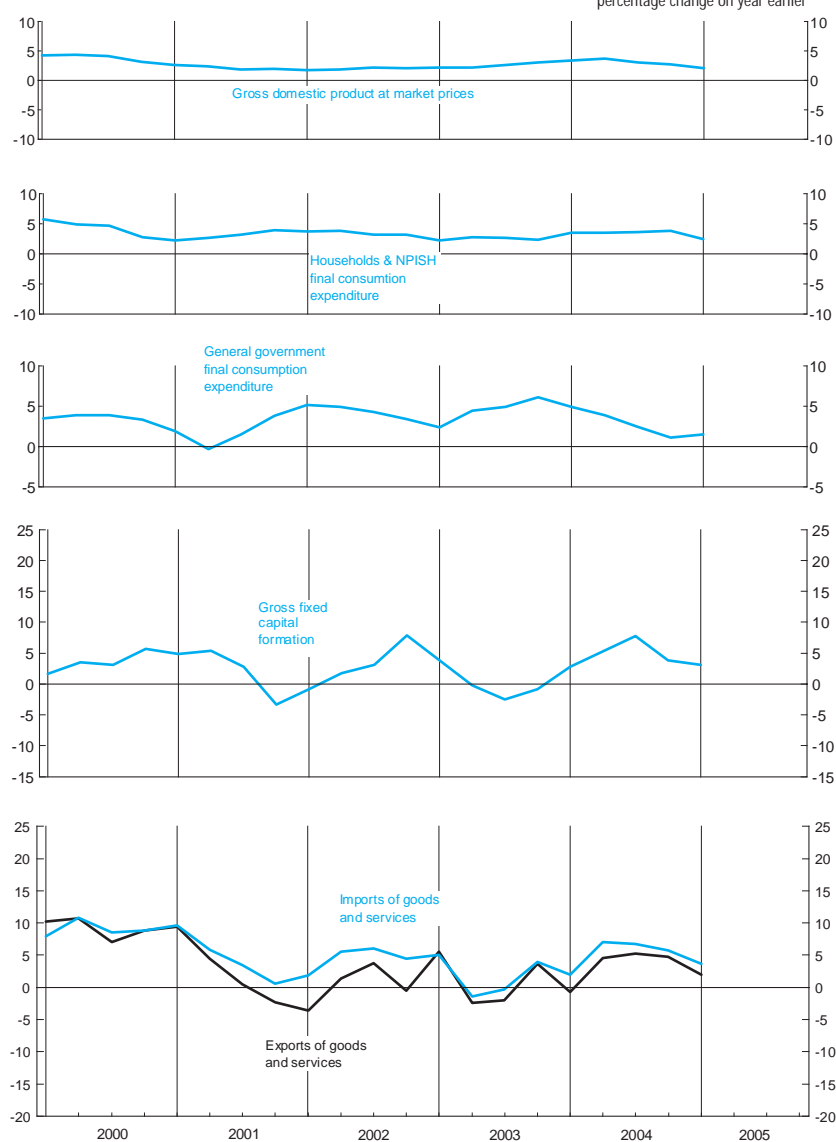 percentage change on year earlier
10 10
5 5
0 0
-5 -5
-10 -10
Gross domestic product at market prices
10 10
5 5
0 0
-5 -5
-10 -10
Households & NPISH
final consumtion
expenditure
General government
final consumption
expenditure
10 10
5 5
0 0
-5 -5
25 25
20 20
15 15
10 10
5 5
0 0
-5 -5
-10 -10
-15 -15
Gross fixed
capital
formation
25 25
20 20
15 15
10 10
5 5
0 0
-5 -5
-10 -10
-15 -15
-20 -20
Imports of goods
and services
Exports of goods
and services
2000 2001 2002 2003 2004 2005